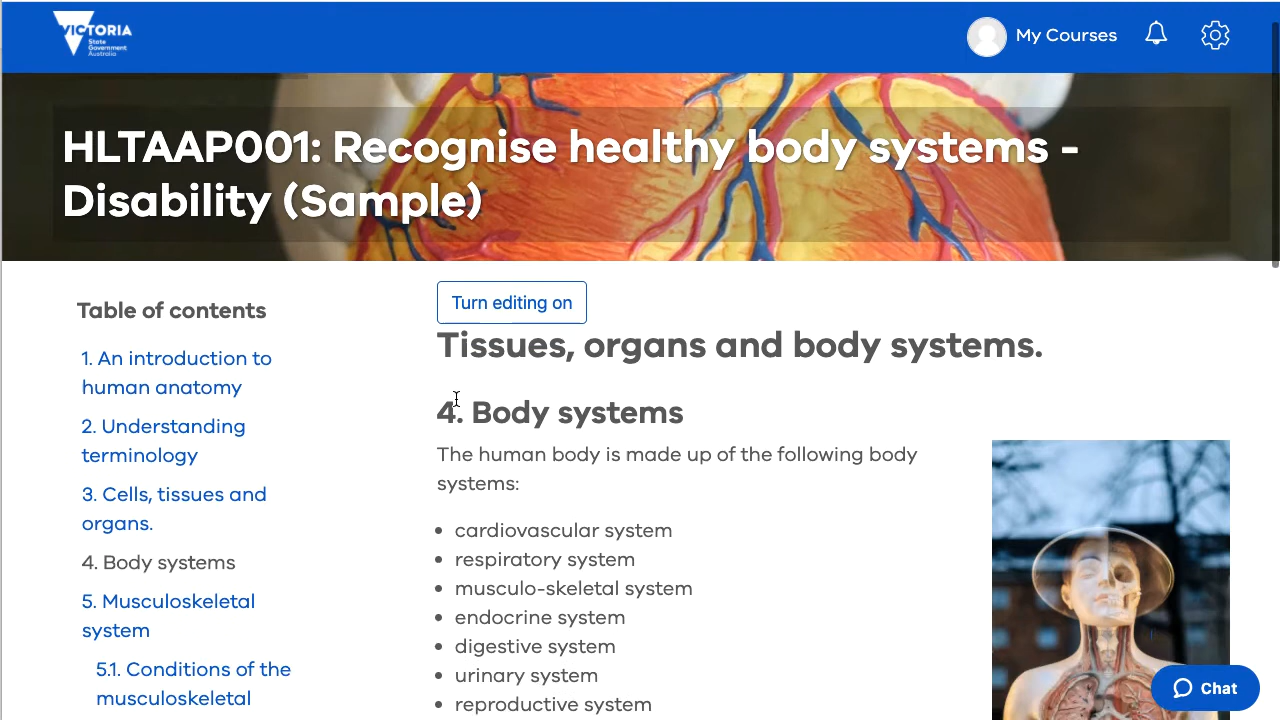 VICTORIA
State
Government
Australia
My Courses
HLTAAP001: Recognise healthy body systems -
Disability (Sample)
Table of contents
1. An introduction to
human anatomy
2. Understanding
terminology
3. Cells, tissues and
organs.
4. Body systems
5. Musculoskeletal
system
5.1. Conditions of the
musculoskeletal
Turn editing on
Tissues, organs and body systems.
4. Body systems
The human body is made up of the following body
systems:
cardiovascular system
respiratory system
musculo-skeletal system
endocrine system
digestive system
urinary system
reproductive system
Chat